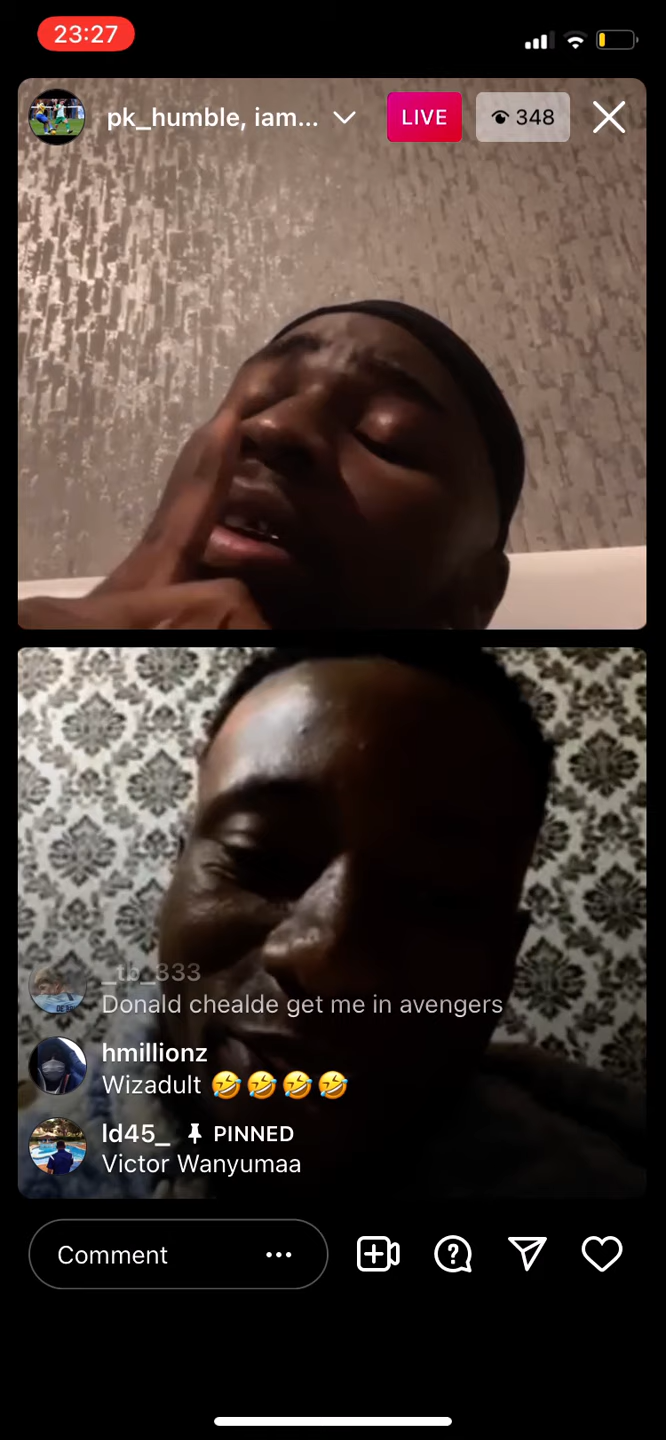 23:27
pk_humble, iam...
LIVE
348
_tb_333
Donald chealde get me in avengers
hmillionz
Wizadult 🤣🤣🤣🤣
ld45_ PINNED
Victor Wanyumaa
Comment